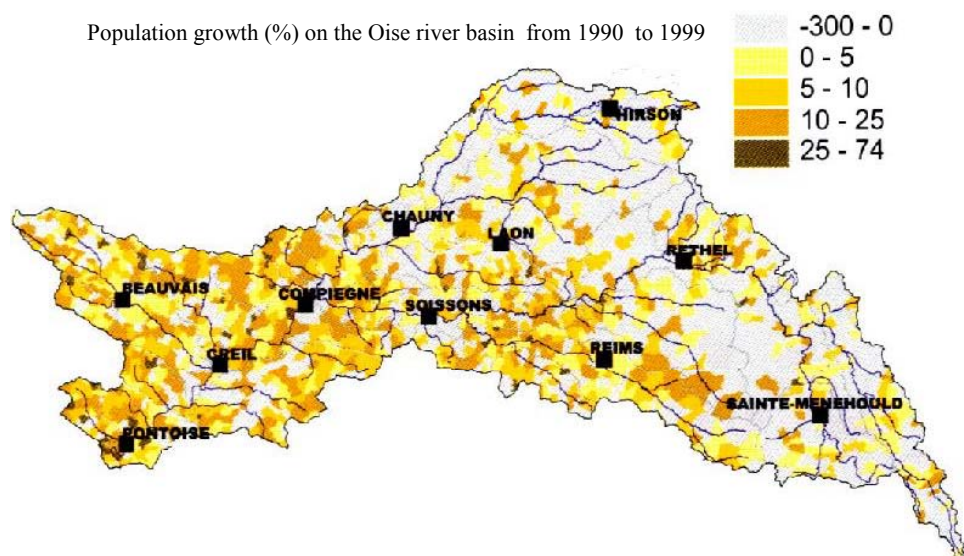 Population growth (%) on the Oise river basin from 1990 to 1999
-300 - 0
0 - 5
5 - 10
10 - 25
25 - 74
HIRSON
CHAUNY
LAON
RETHEL
BEAUVAIS
COMPIEGNE
SOISSONS
CREIL
REIMS
SAINTE-MENEHOULD
PONTOISE